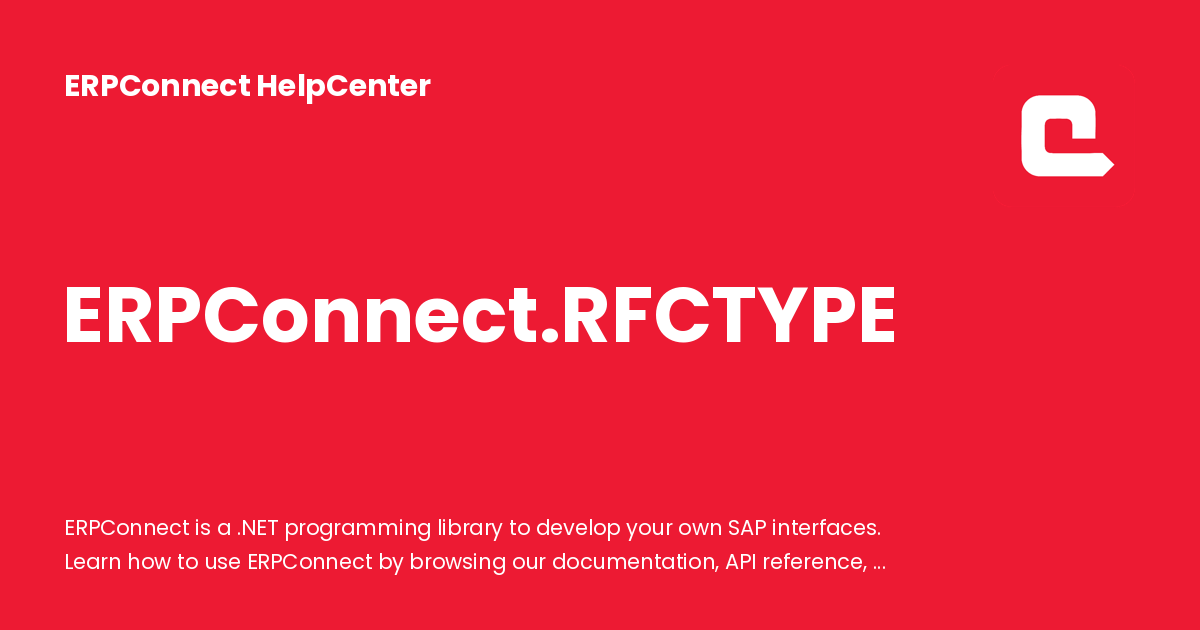 ERPConnect HelpCenter
ERPConnect.RFCTYPE
ERPConnect is a .NET programming library to develop your own SAP interfaces.
Learn how to use ERPConnect by browsing our documentation, API reference, ...